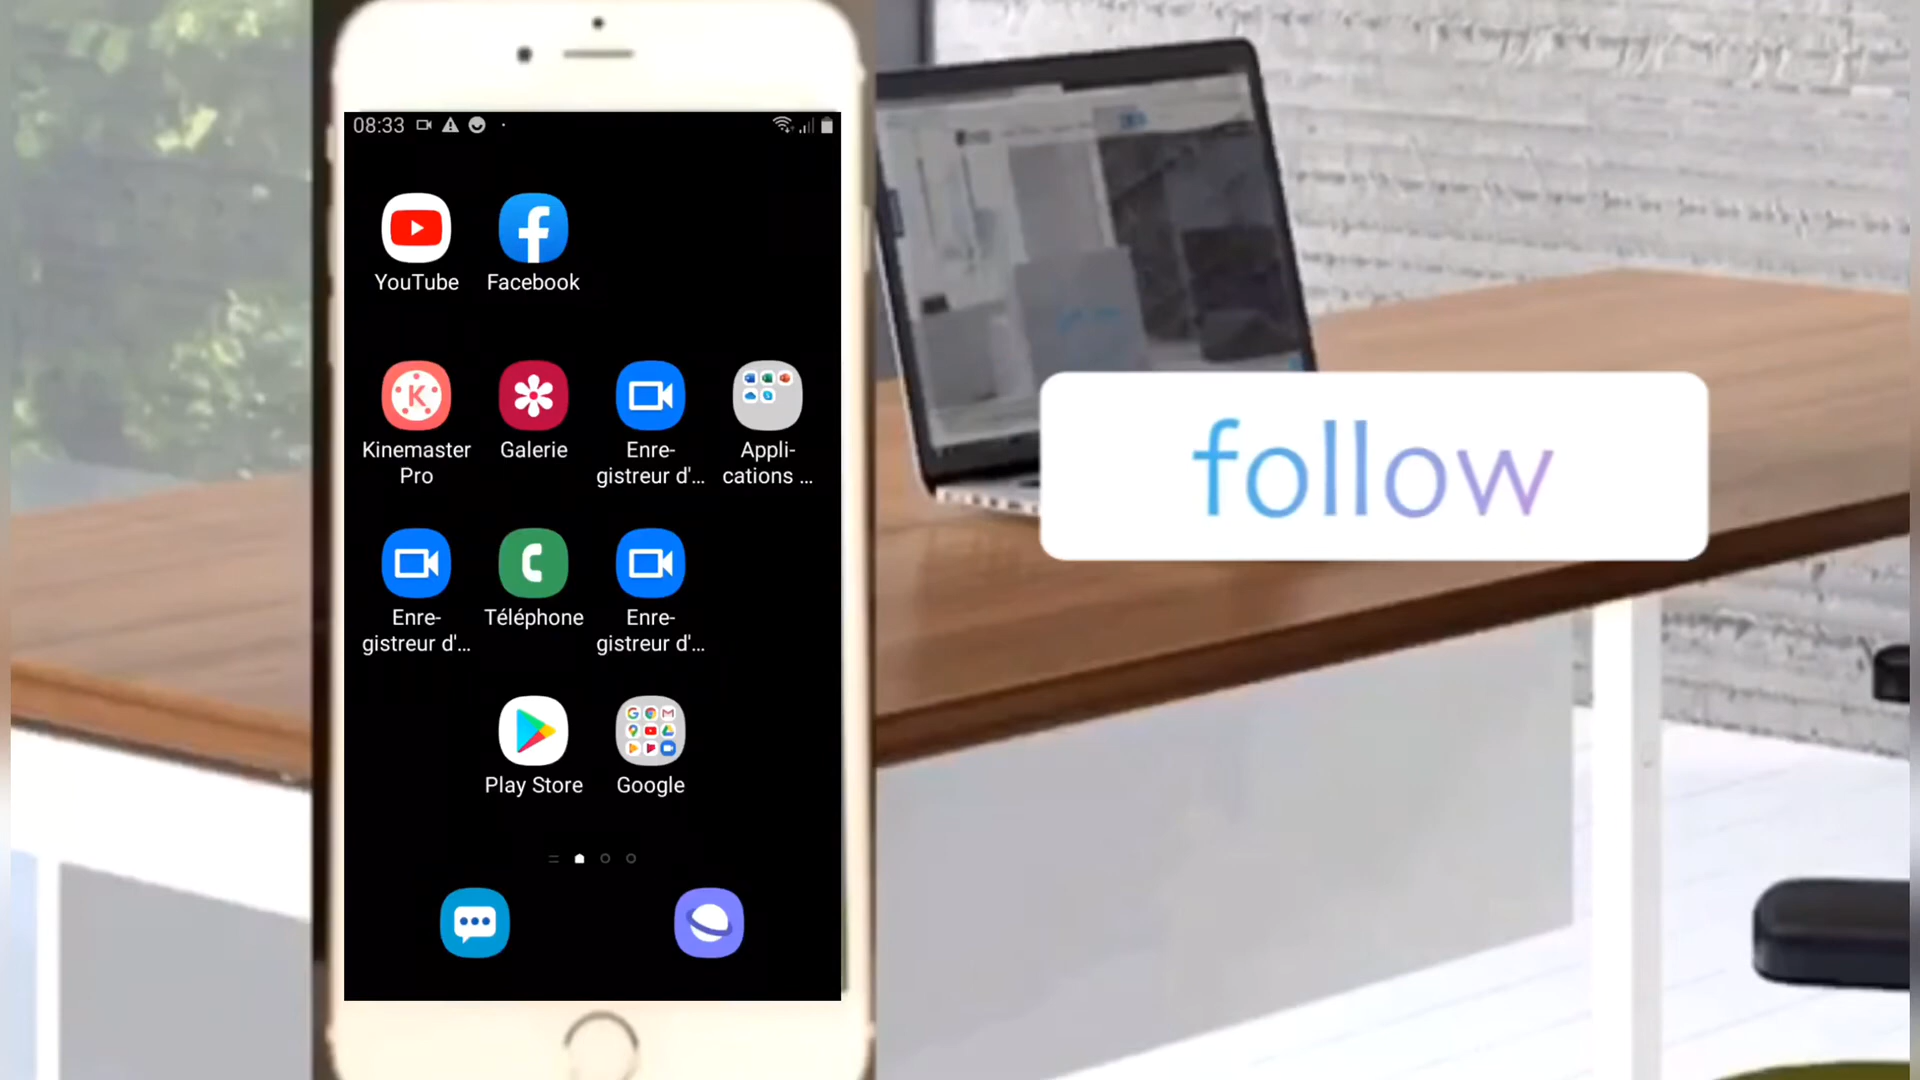 08:33
YouTube
Facebook
Kinemaster
Pro
Galerie
Enre-
gistreur d'...
Appli-
cations ...
Enre-
gistreur d'...
Téléphone
Enre-
gistreur d'...
Play Store
Google
follow